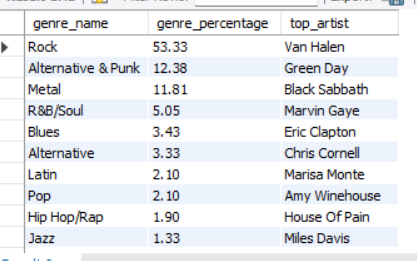 genre_name genre_percentage top_artist
Rock 53.33 Van Halen
Alternative & Punk 12.38 Green Day
Metal 11.81 Black Sabbath
R&B/Soul 5.05 Marvin Gaye
Blues 3.43 Eric Clapton
Alternative 3.33 Chris Cornell
Latin 2.10 Marisa Monte
Pop 2.10 Amy Winehouse
Hip Hop/Rap 1.90 House Of Pain
Jazz 1.33 Miles Davis